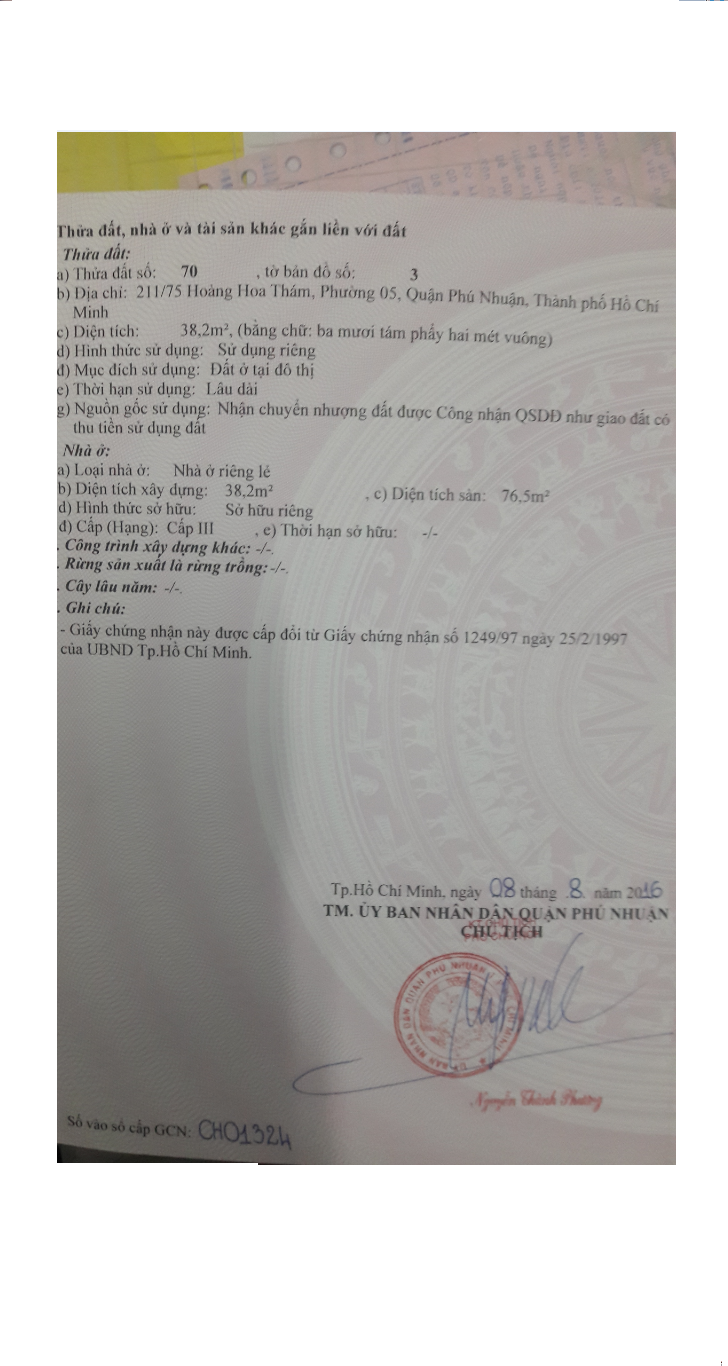 Thửa đất, nhà ở và tài sản khác gắn liền với đất
Thửa đất:
a) Thửa đất số: 70 , tờ bản đồ số: 3
b) Địa chỉ: 211/75 Hoàng Hoa Thám, Phường 05, Quận Phú Nhuận, Thành phố Hồ Chí
Minh
c) Diện tích: 38,2m², (bằng chữ: ba mươi tám phẩy hai mét vuông)
d) Hình thức sử dụng: Sử dụng riêng
đ) Mục đích sử dụng: Đất ở tại đô thị
e) Thời hạn sử dụng: Lâu dài
g) Nguồn gốc sử dụng: Nhận chuyển nhượng đất được Công nhận QSDĐ như giao đất có
thu tiền sử dụng đất
Nhà ở:
a) Loại nhà ở: Nhà ở riêng lẻ
b) Diện tích xây dựng: 38,2m² , c) Diện tích sàn: 76,5m²
d) Hình thức sở hữu: Sở hữu riêng
đ) Cấp (Hạng): Cấp III , e) Thời hạn sở hữu: -/-
. Công trình xây dựng khác: -/-.
. Rừng sản xuất là rừng trồng: -/-.
. Cây lâu năm: -/-.
. Ghi chú:
- Giấy chứng nhận này được cấp đổi từ Giấy chứng nhận số 1249/97 ngày 25/2/1997
của UBND Tp.Hồ Chí Minh.
Tp.Hồ Chí Minh, ngày 08 tháng 8 năm 2016
TM. ỦY BAN NHÂN DÂN QUẬN PHÚ NHUẬN
CHỦ TỊCH
Nguyễn Thành Phương
Số vào sổ cấp GCN: CH01324